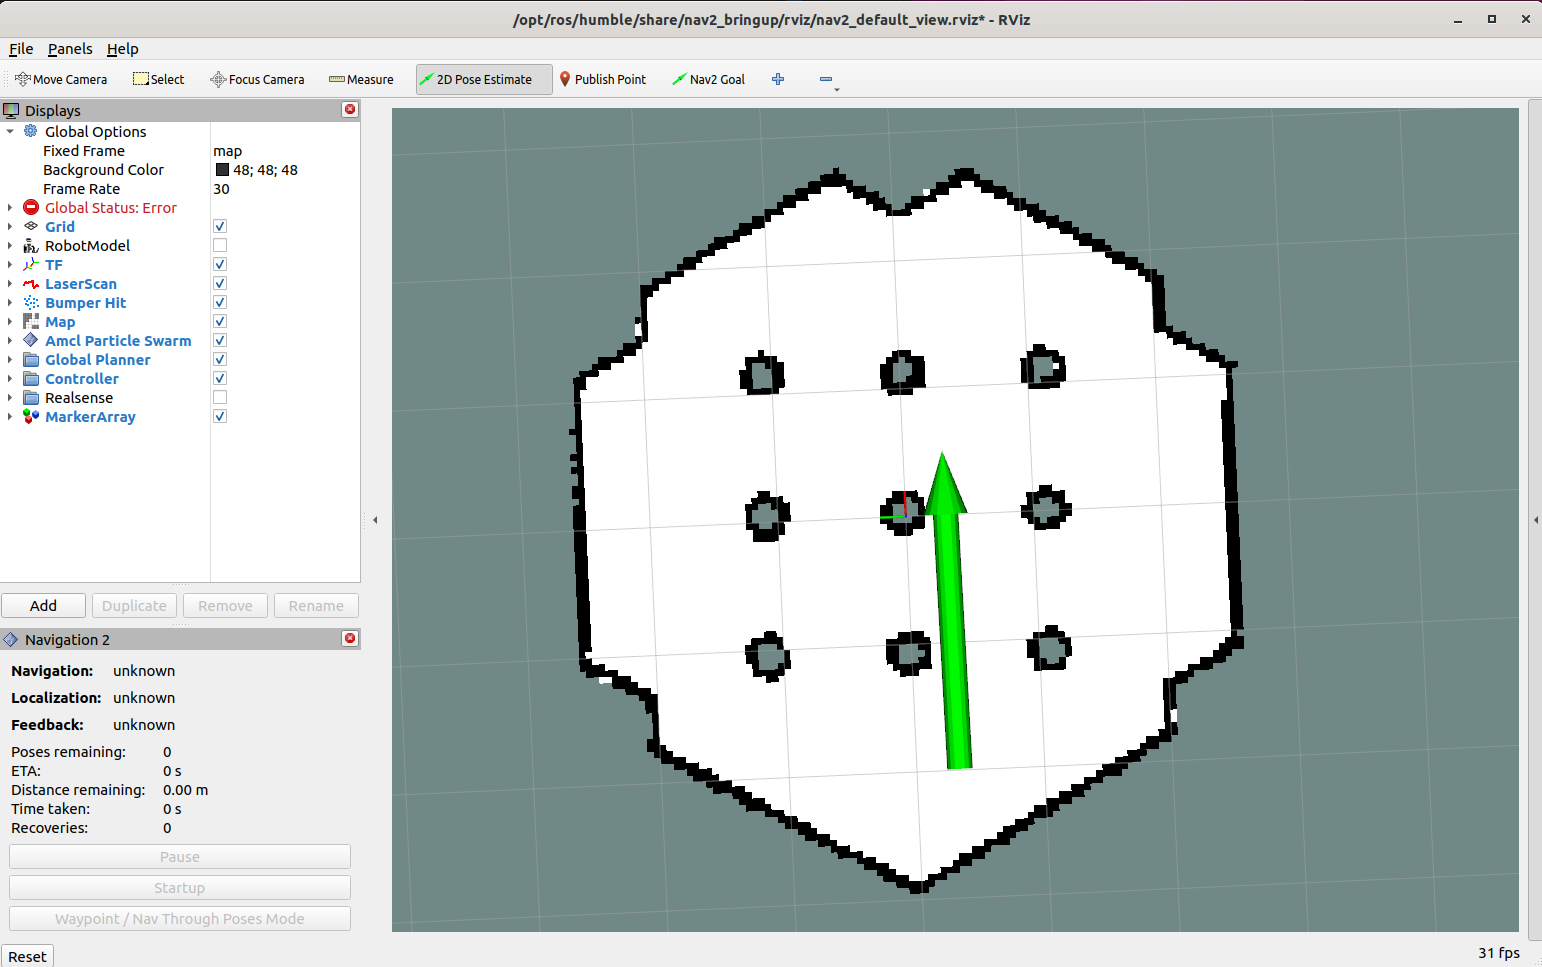 /opt/ros/humble/share/nav2_bringup/rviz/nav2_default_view.rviz* - RViz
File Panels Help
Move Camera Select Focus Camera Measure 2D Pose Estimate Publish Point Nav2 Goal
Displays
Global Options
Fixed Frame map
Background Color 48; 48; 48
Frame Rate 30
Global Status: Error
Grid
RobotModel
TF
LaserScan
Bumper Hit
Map
Amcl Particle Swarm
Global Planner
Controller
Realsense
MarkerArray
Add Duplicate Remove Rename
Navigation 2
Navigation: unknown
Localization: unknown
Feedback: unknown
Poses remaining: 0
ETA: 0 s
Distance remaining: 0.00 m
Time taken: 0 s
Recoveries: 0
Pause
Startup
Waypoint / Nav Through Poses Mode
Reset
31 fps